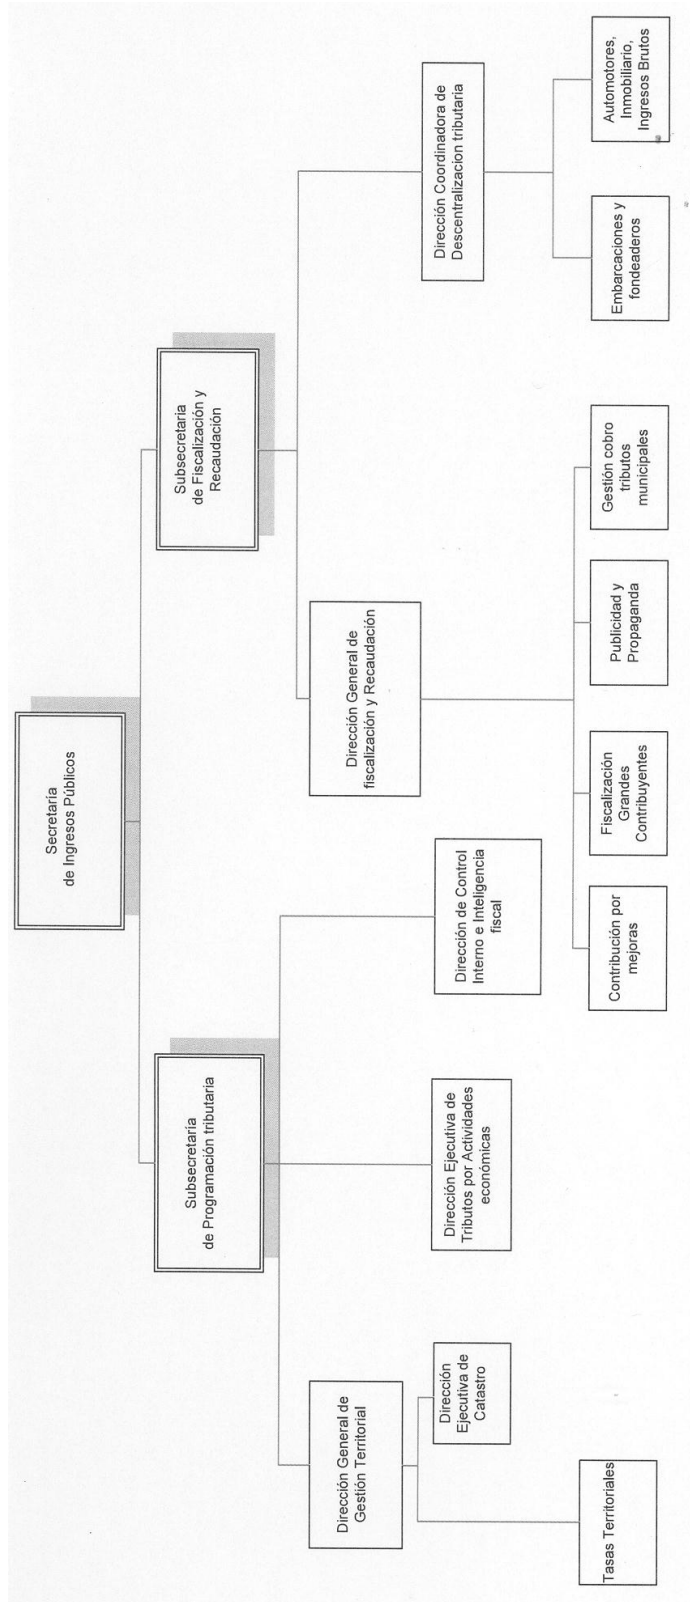 Secretaría
de Ingresos Públicos
Subsecretaría
de Programación tributaria
Subsecretaria
de Fiscalización y
Recaudación
Dirección General de
Gestión Territorial
Dirección Ejecutiva de
Tributos por Actividades
económicas
Dirección de Control
Interno e Inteligencia
fiscal
Dirección General de
fiscalización y Recaudación
Dirección Coordinadora de
Descentralizacion tributaria
Tasas Territoriales
Dirección
Ejecutiva de
Catastro
Contribución por
mejoras
Fiscalización
Grandes
Contribuyentes
Publicidad y
Propaganda
Gestión cobro
tributos
municipales
Embarcaciones y
fondeaderos
Automotores,
Inmobiliario,
Ingresos Brutos